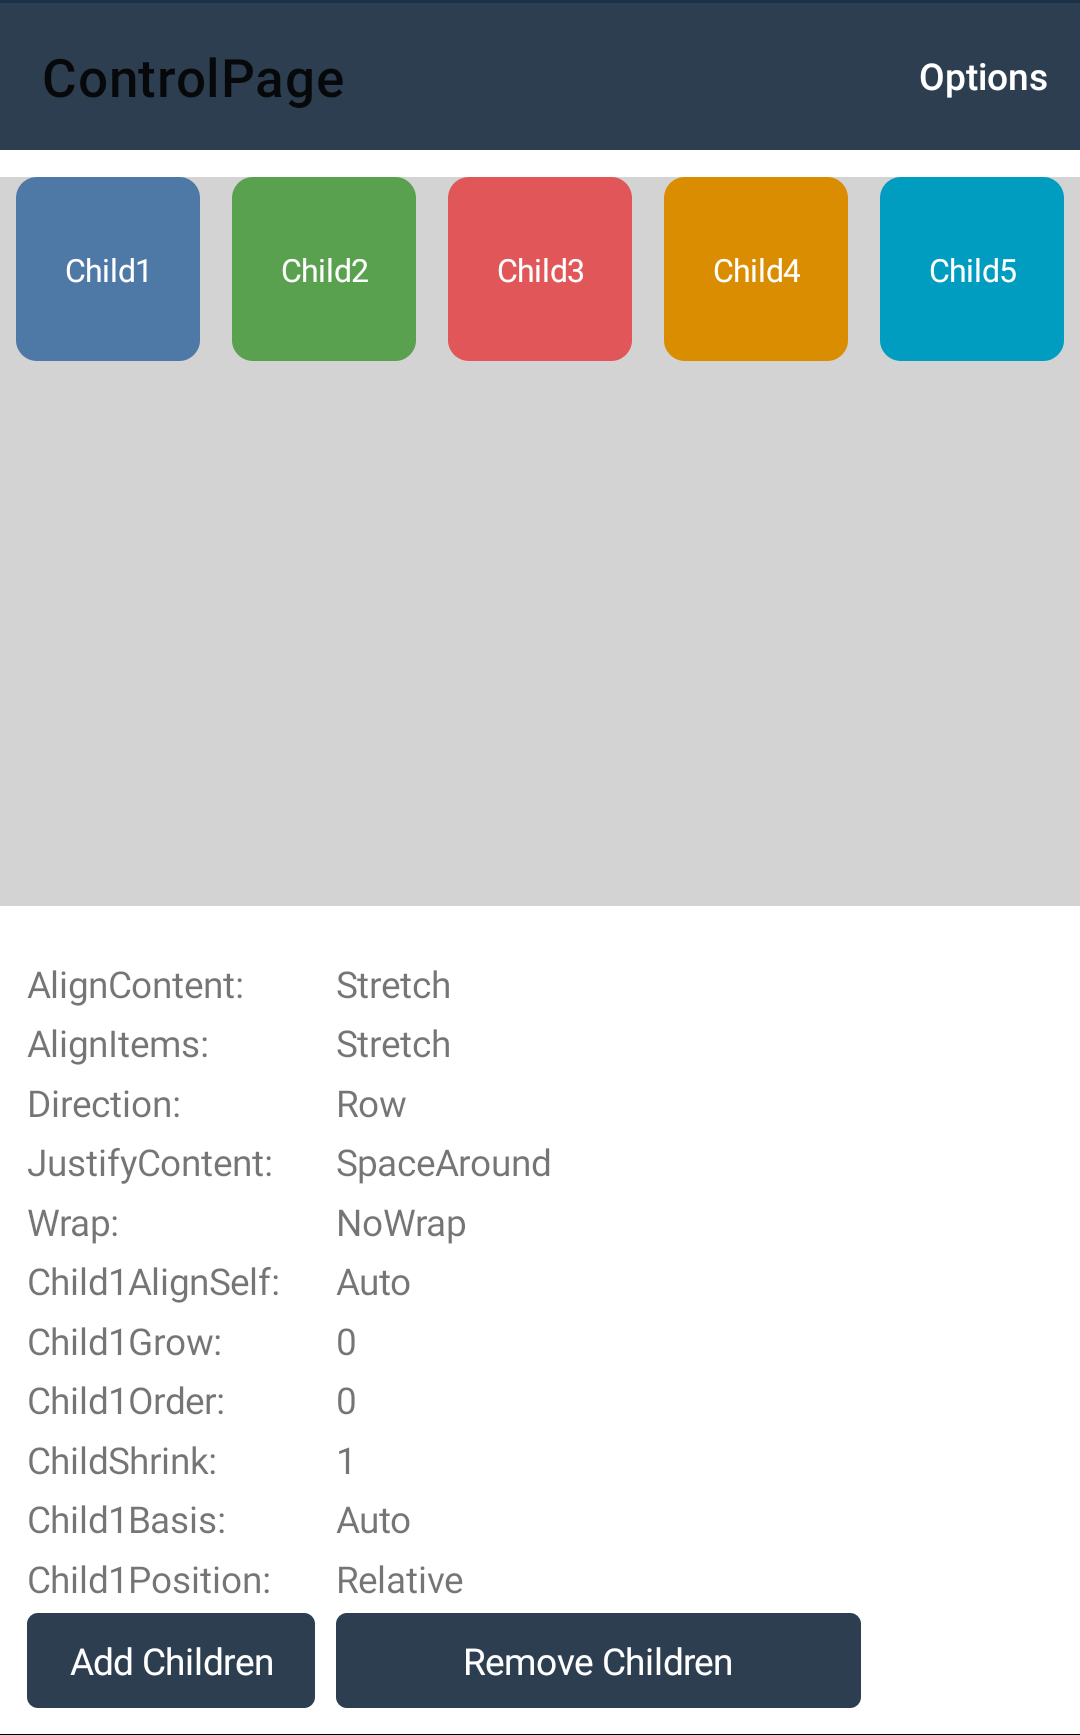 ControlPage Options
Child1 Child2 Child3 Child4 Child5
AlignContent: Stretch
AlignItems: Stretch
Direction: Row
JustifyContent: SpaceAround
Wrap: NoWrap
Child1AlignSelf: Auto
Child1Grow: 0
Child1Order: 0
ChildShrink: 1
Child1Basis: Auto
Child1Position: Relative
Add Children Remove Children